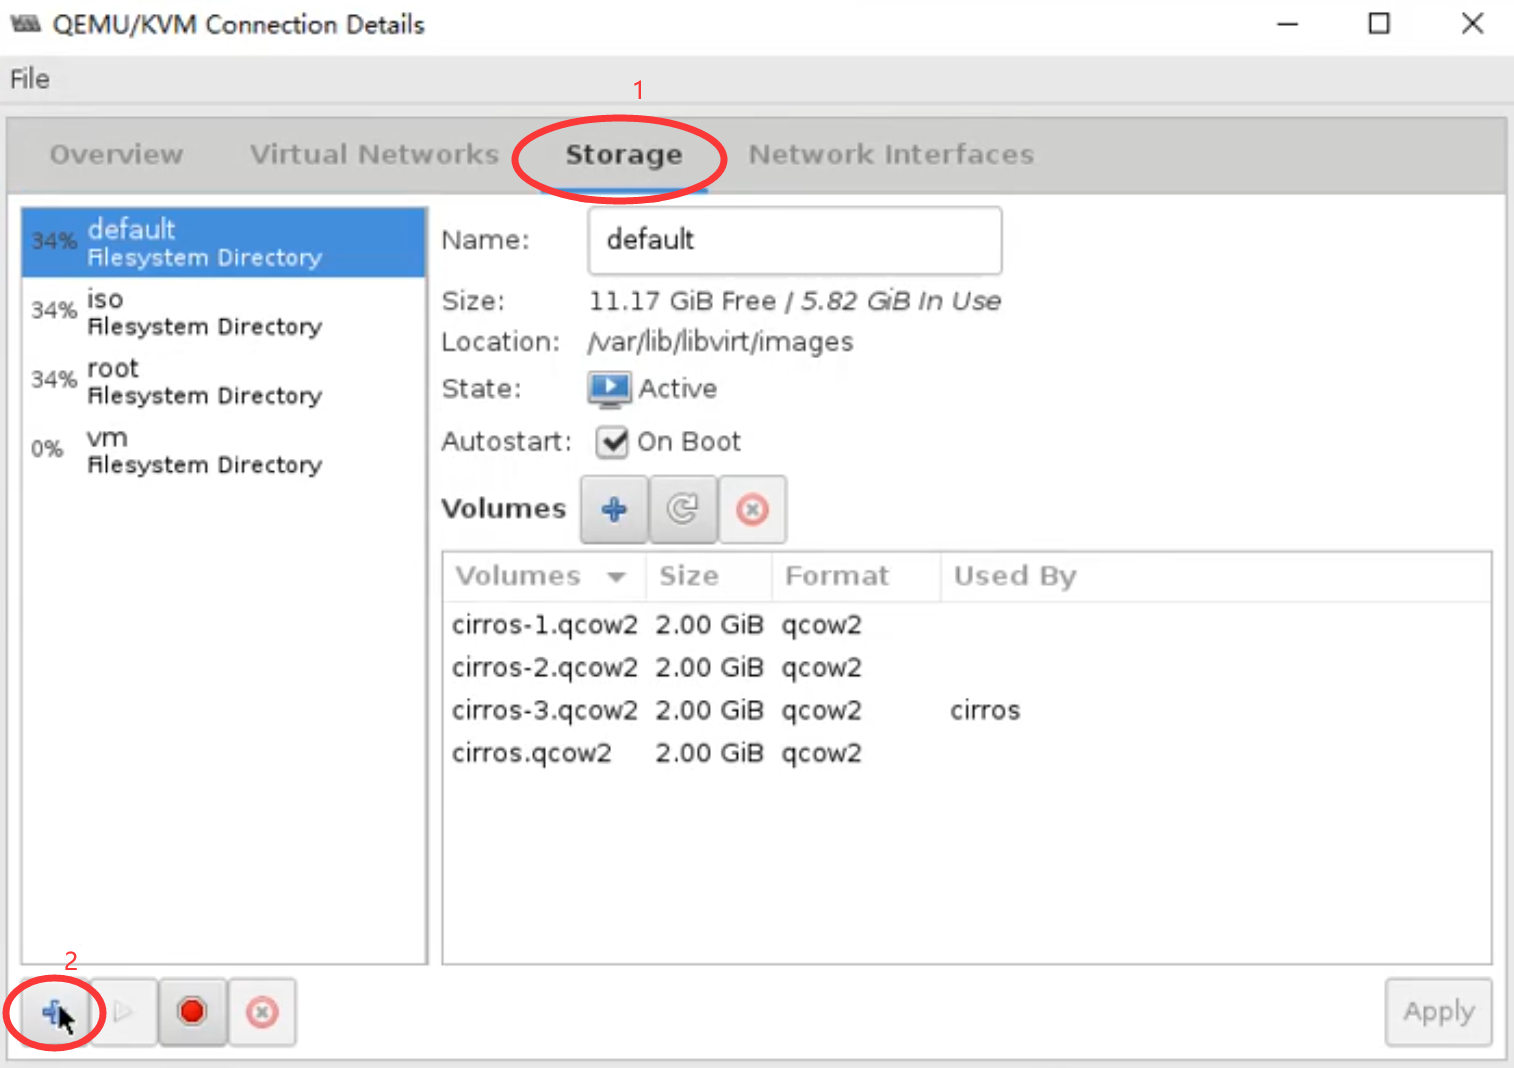 QEMU/KVM Connection Details
File
1
Overview Virtual Networks Storage Network Interfaces
34% default
Filesystem Directory
34% iso
Filesystem Directory
34% root
Filesystem Directory
0% vm
Filesystem Directory
Name: default
Size: 11.17 GiB Free / 5.82 GiB In Use
Location: /var/lib/libvirt/images
State: Active
Autostart: On Boot
Volumes
Volumes Size Format Used By
cirros-1.qcow2 2.00 GiB qcow2
cirros-2.qcow2 2.00 GiB qcow2
cirros-3.qcow2 2.00 GiB qcow2 cirros
cirros.qcow2 2.00 GiB qcow2
2
Apply